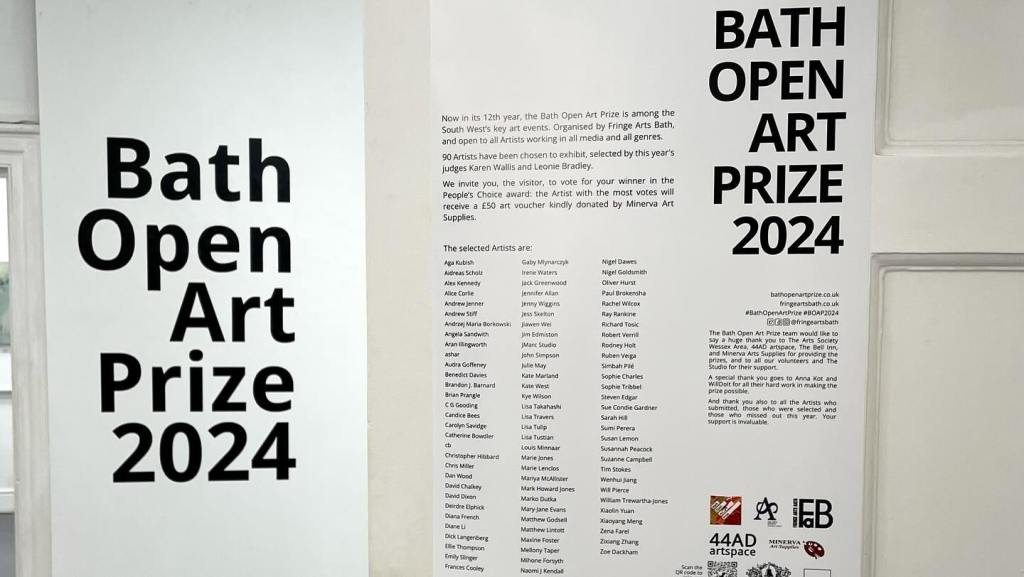 Bath
Open
Art
Prize
2024
Now in its 12th year, the Bath Open Art Prize is among the
South West's key art events. Organised by Fringe Arts Bath,
and open to all Artists working in all media and all genres.
90 Artists have been chosen to exhibit, selected by this year's
judges Karen Wallis and Leonie Bradley.
We invite you, the visitor, to vote for your winner in the
People's Choice award: the Artist with the most votes will
receive a £50 art voucher kindly donated by Minerva Art
Supplies.
The selected Artists are:
Aga Kubish
Aidreas Scholz
Alex Kennedy
Alice Corlie
Andrew Jenner
Andrew Stiff
Andrzej Maria Borkowski
Angela Sandwith
Aran Illingworth
ashar
Audra Goffeney
Benedict Davies
Brandon J. Barnard
Brian Prangle
C G Gooding
Candice Bees
Carolyn Savidge
Catherine Bowdler
cb
Christopher Hibbard
Chris Miller
Dan Wood
David Chalkey
David Dixon
Deirdre Elphick
Diana French
Diane Li
Dick Langenberg
Ellie Thompson
Emily Slinger
Frances Cooley
Gaby Mlynarczyk
Irene Waters
Jack Greenwood
Jennifer Allan
Jenny Wiggins
Jess Skelton
Jiawen Wei
Jim Edmiston
JMarc Studio
John Simpson
Julie May
Kate Marland
Kate West
Kye Wilson
Lisa Takahashi
Lisa Travers
Lisa Tulip
Lisa Tustian
Louis Minnaar
Marie Jones
Marie Lenclos
Mariya McAllister
Mark Howard Jones
Marko Dutka
Mary-Jane Evans
Matthew Godsell
Matthew Lintott
Maxine Foster
Mellony Taper
Mihone Forsyth
Naomi J Kendall
Nigel Dawes
Nigel Goldsmith
Oliver Hurst
Paul Brokensha
Rachel Wilcox
Ray Rankine
Richard Tosic
Robert Verrill
Rodney Holt
Ruben Veiga
Simbah Pilé
Sophie Charles
Sophie Tribbel
Steven Edgar
Sue Condie Gardner
Sarah Hill
Sumi Perera
Susan Lemon
Susannah Peacock
Suzanne Campbell
Tim Stokes
Wenhui Jiang
Will Pierce
William Trewartha-Jones
Xiaolin Yuan
Xiaoyang Meng
Zena Farel
Zixiang Zhang
Zoe Dackham
BATH
OPEN
ART
PRIZE
2024
bathopenartprize.co.uk
fringeartsbath.co.uk
#BathOpenArtPrize #BOAP2024
@fringeartsbath
The Bath Open Art Prize team would like to
say a huge thank you to The Arts Society
Wessex Area, 44AD artspace, The Bell Inn,
and Minerva Arts Supplies for providing the
prizes, and to all our volunteers and The
Studio for their support.
A special thank you goes to Anna Kot and
WillDoIt for all their hard work in making the
prize possible.
And thank you also to all the Artists who
submitted, those who were selected and
those who missed out this year. Your
support is invaluable.
FRINGE ARTS BATH
FaB
44AD
artspace
MINERVA
Art Supplies
Scan the
QR code to